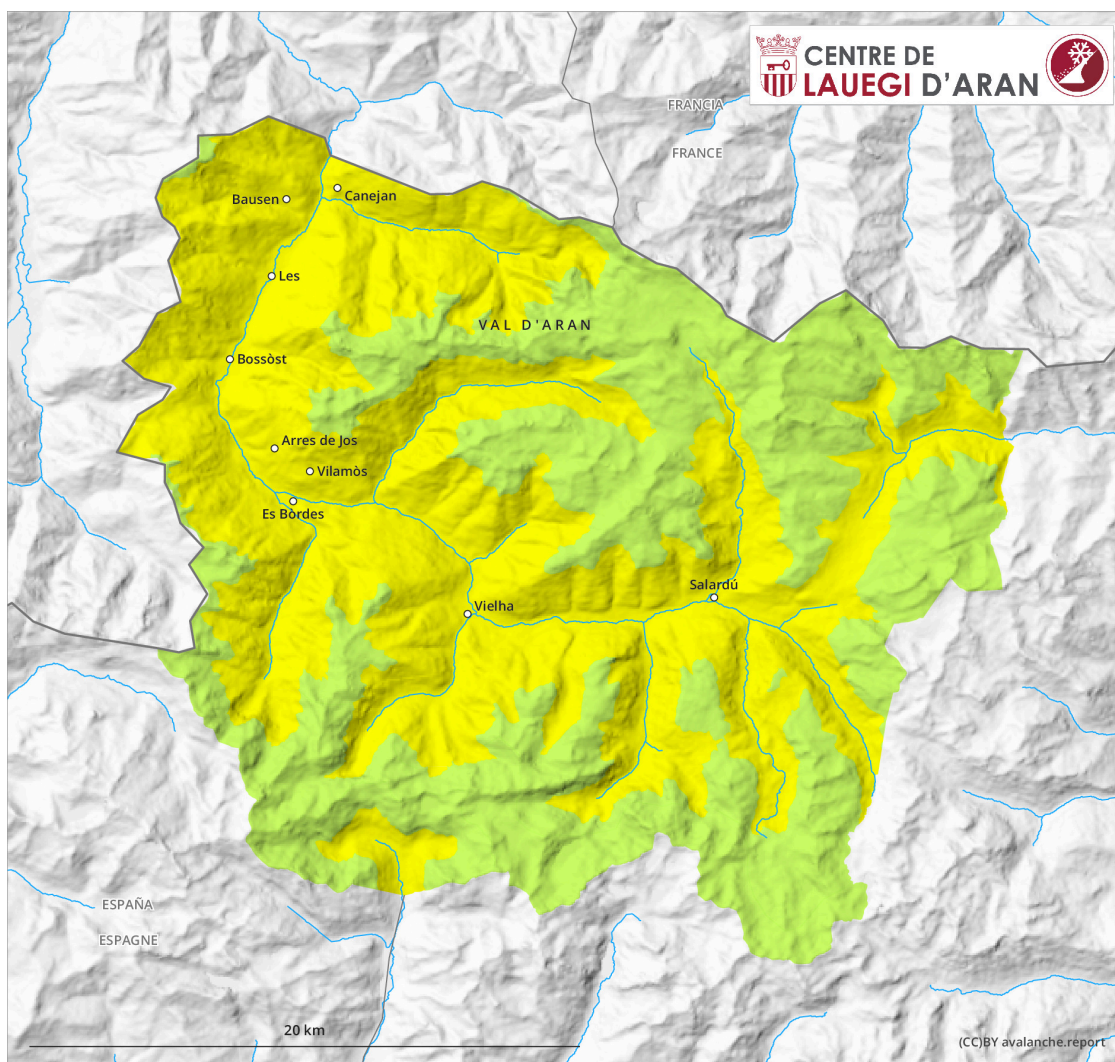 CENTRE DE
LAUEGI D'ARAN
FRANCIA
FRANCE
Bausen
Canejan
Les
VAL D'ARAN
Bossòst
Arres de Jos
Vilamòs
Es Bòrdes
Salardú
Vielha
ESPAÑA
ESPAGNE
20 km
(CC)BY avalanche.report